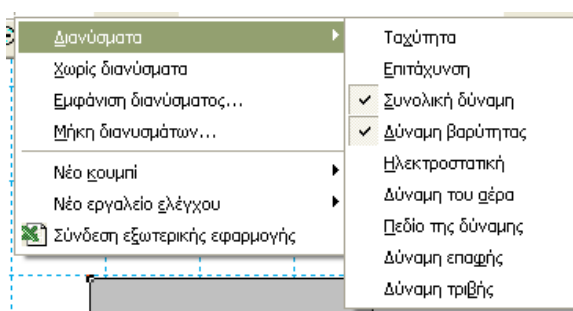 Διανύσματα
Χωρίς διανύσματα
Εμφάνιση διανύσματος...
Μήκη διανυσμάτων...
Νέο κουμπί
Νέο εργαλείο ελέγχου
Σύνδεση εξωτερικής εφαρμογής
Ταχύτητα
Επιτάχυνση
Συνολική δύναμη
Δύναμη βαρύτητας
Ηλεκτροστατική
Δύναμη του αέρα
Πεδίο της δύναμης
Δύναμη επαφής
Δύναμη τριβής